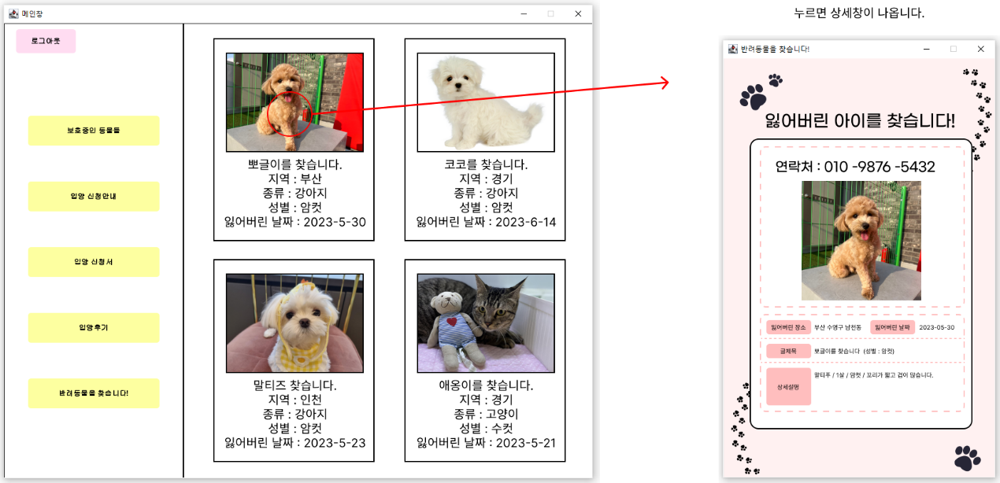 메인장
로그아웃
보호중인 동물들
입양 신청안내
입양 신청서
입양후기
반려동물을 찾습니다!
뽀글이를 찾습니다.
지역 : 부산
종류 : 강아지
성별 : 암컷
잃어버린 날짜 : 2023-5-30
코코를 찾습니다.
지역 : 경기
종류 : 강아지
성별 : 암컷
잃어버린 날짜 : 2023-6-14
말티즈 찾습니다.
지역 : 인천
종류 : 강아지
성별 : 암컷
잃어버린 날짜 : 2023-5-23
애옹이를 찾습니다.
지역 : 경기
종류 : 고양이
성별 : 수컷
잃어버린 날짜 : 2023-5-21
누르면 상세창이 나옵니다.
반려동물을 찾습니다!
잃어버린 아이를 찾습니다!
연락처 : 010 -9876 -5432
잃어버린 장소 부산 수영구 남천동 잃어버린 날짜 2023-05-30
글제목 뽀글이를 찾습니다 (성별 : 암컷)
상세설명 말티푸 / 1살 / 암컷 / 꼬리가 짧고 겁이 많습니다.